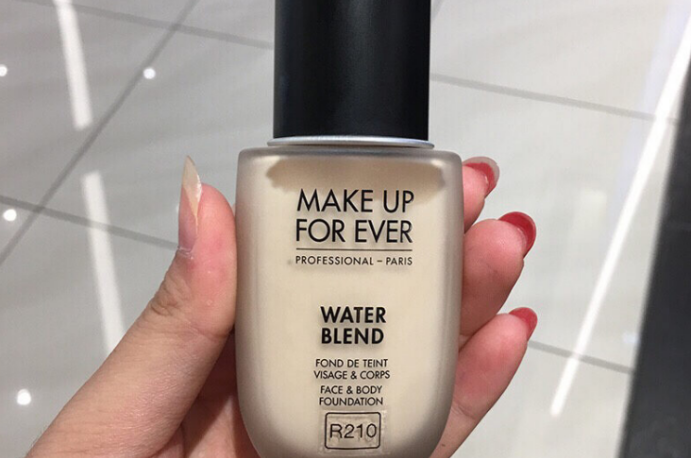 MAKE UP
FOR EVER
PROFESSIONAL – PARIS
WATER
BLEND
FOND DE TEINT
VISAGE & CORPS
FACE & BODY
FOUNDATION
R210